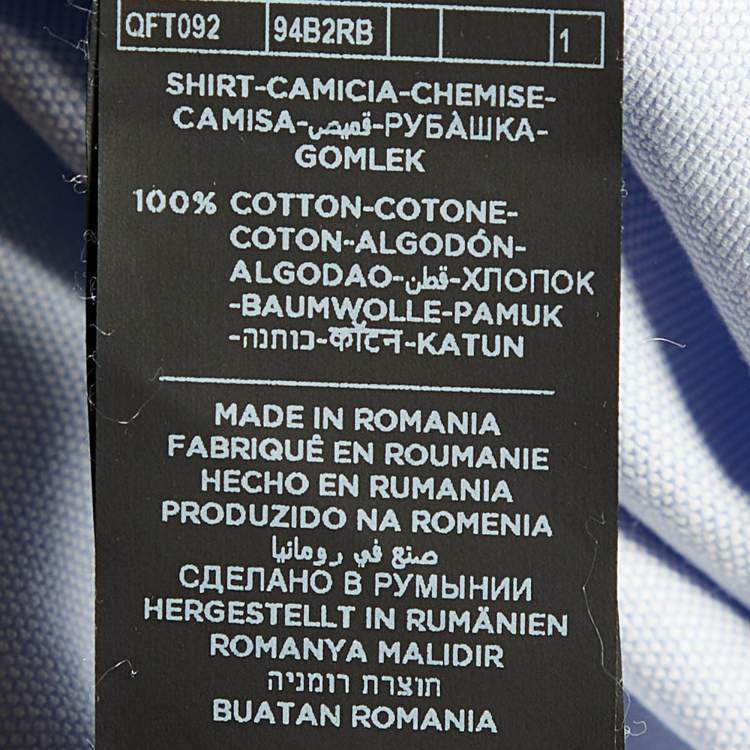 QFT092 94B2RB 1
SHIRT-CAMICIA-CHEMISE-
CAMISA-قميص-РУБАШКА-
GOMLEK
100% COTTON-COTONE-
COTON-ALGODÓN-
ALGODAO-قطن-ХЛОПОК
-BAUMWOLLE-PAMUK
-כותנה-कॉटन-KATUN
MADE IN ROMANIA
FABRIQUÊ EN ROUMANIE
HECHO EN RUMANIA
PRODUZIDO NA ROMENIA
صنع في رومانيا
СДЕЛАНО В РУМЫНИИ
HERGESTELLT IN RUMÄNIEN
ROMANYA MALIDIR
תוצרת רומניה
BUATAN ROMANIA